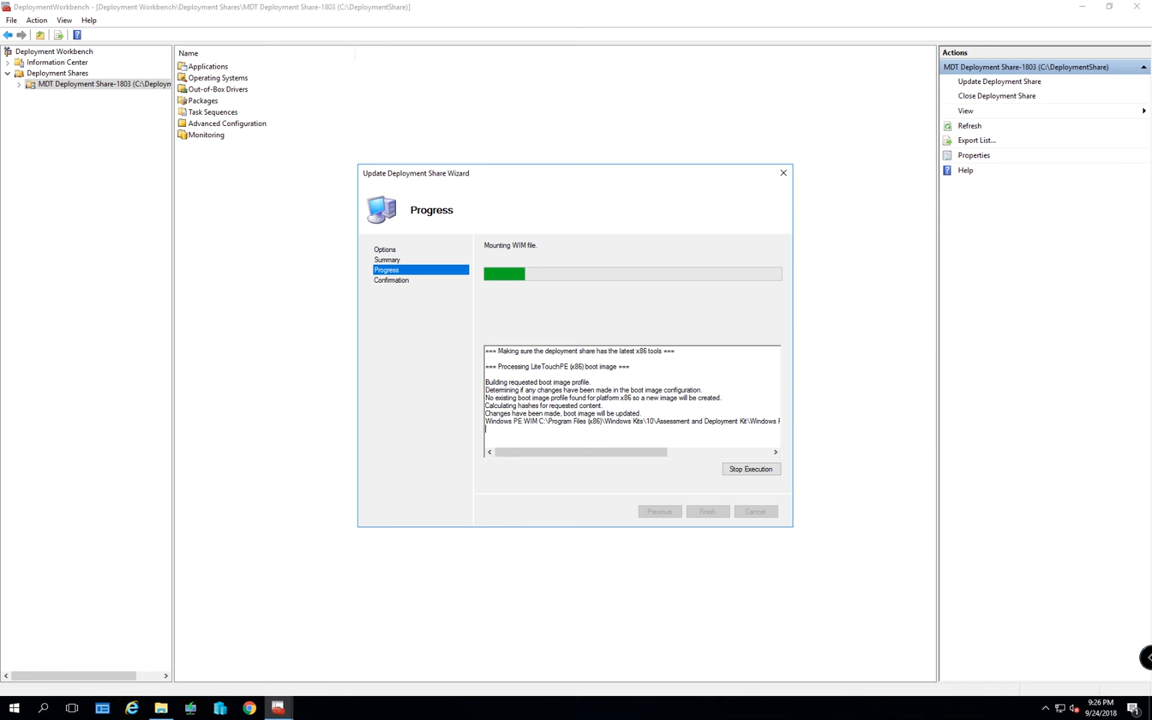 DeploymentWorkbench - [Deployment Workbench\Deployment Shares\MDT Deployment Share-1803 (C:\DeploymentShare)]
File Action View Help
Deployment Workbench
Information Center
Deployment Shares
MDT Deployment Share-1803 (C:\Deploym
Name
Applications
Operating Systems
Out-of-Box Drivers
Packages
Task Sequences
Advanced Configuration
Monitoring
Update Deployment Share Wizard
Progress
Options
Summary
Progress
Confirmation
Mounting WIM file.
=== Making sure the deployment share has the latest x86 tools ===
=== Processing LiteTouchPE (x86) boot image ===
Building requested boot image profile.
Determining if any changes have been made in the boot image configuration.
No existing boot image profile found for platform x86 so a new image will be created.
Calculating hashes for requested content.
Changes have been made, boot image will be updated.
Windows PE WIM C:\Program Files (x86)\Windows Kits\10\Assessment and Deployment Kit\Windows F
Stop Execution
Previous Finish Cancel
Actions
MDT Deployment Share-1803 (C:\DeploymentShare)
Update Deployment Share
Close Deployment Share
View
Refresh
Export List...
Properties
Help
9:26 PM
9/24/2018